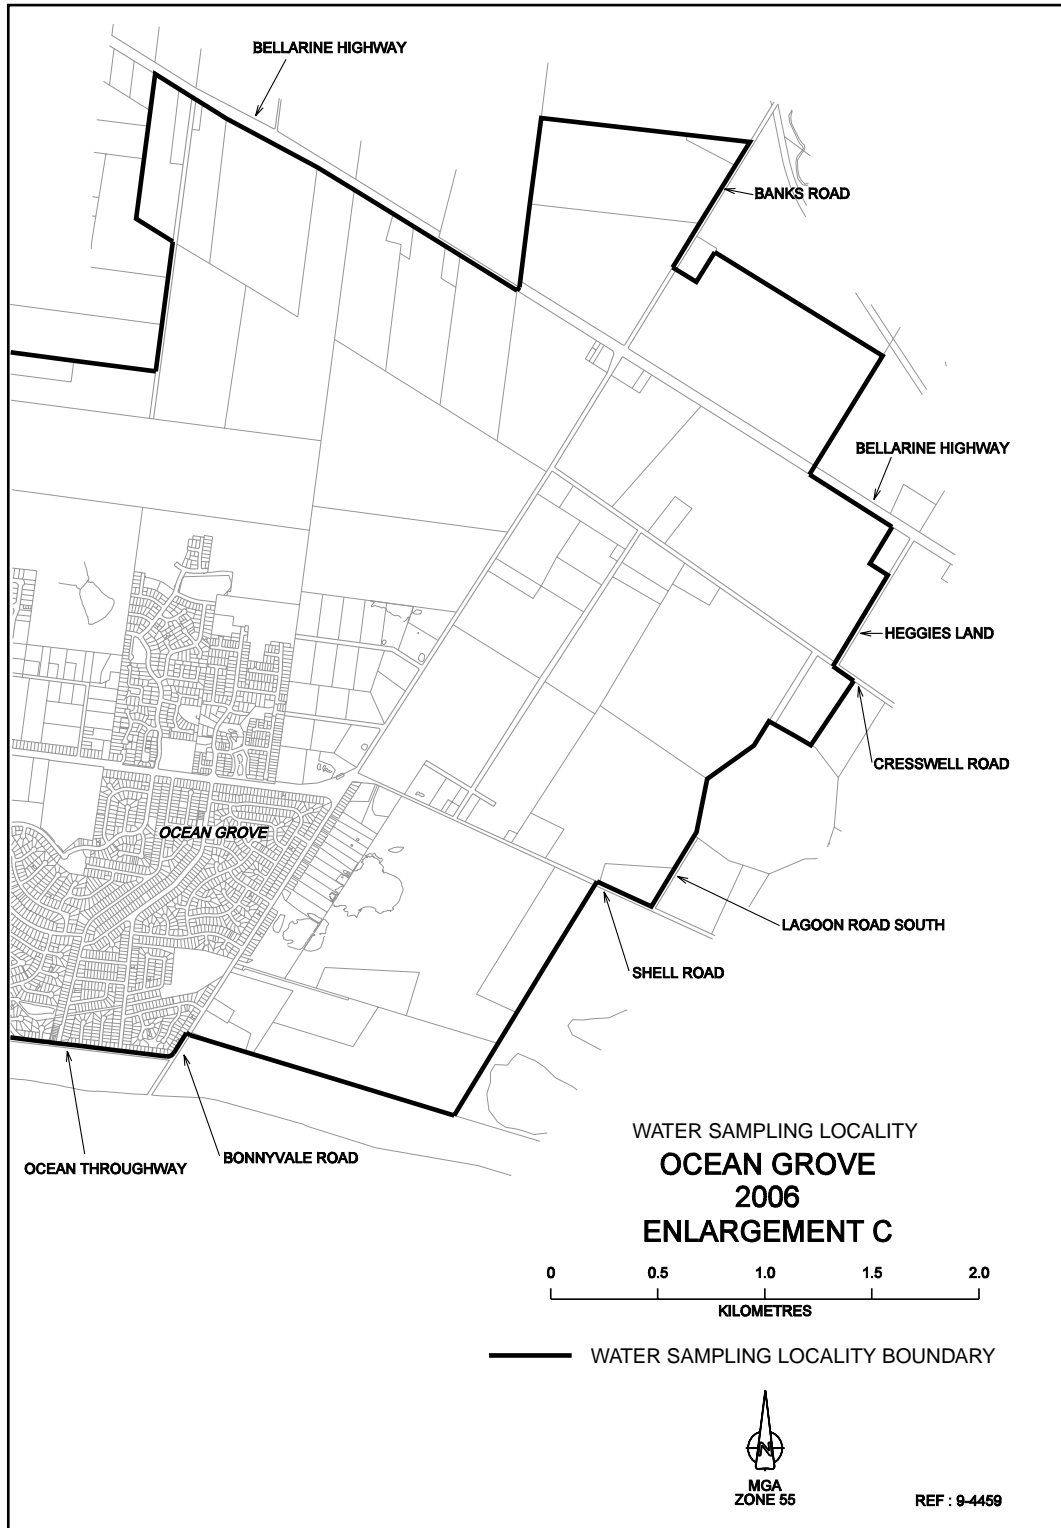 BELLARINE HIGHWAY
BANKS ROAD
BELLARINE HIGHWAY
HEGGIES LAND
CRESSWELL ROAD
OCEAN GROVE
LAGOON ROAD SOUTH
SHELL ROAD
BONNYVALE ROAD
OCEAN THROUGHWAY
WATER SAMPLING LOCALITY
OCEAN GROVE
2006
ENLARGEMENT C
0 0.5 1.0 1.5 2.0
KILOMETRES
WATER SAMPLING LOCALITY BOUNDARY
N
MGA
ZONE 55
REF : 9-4459